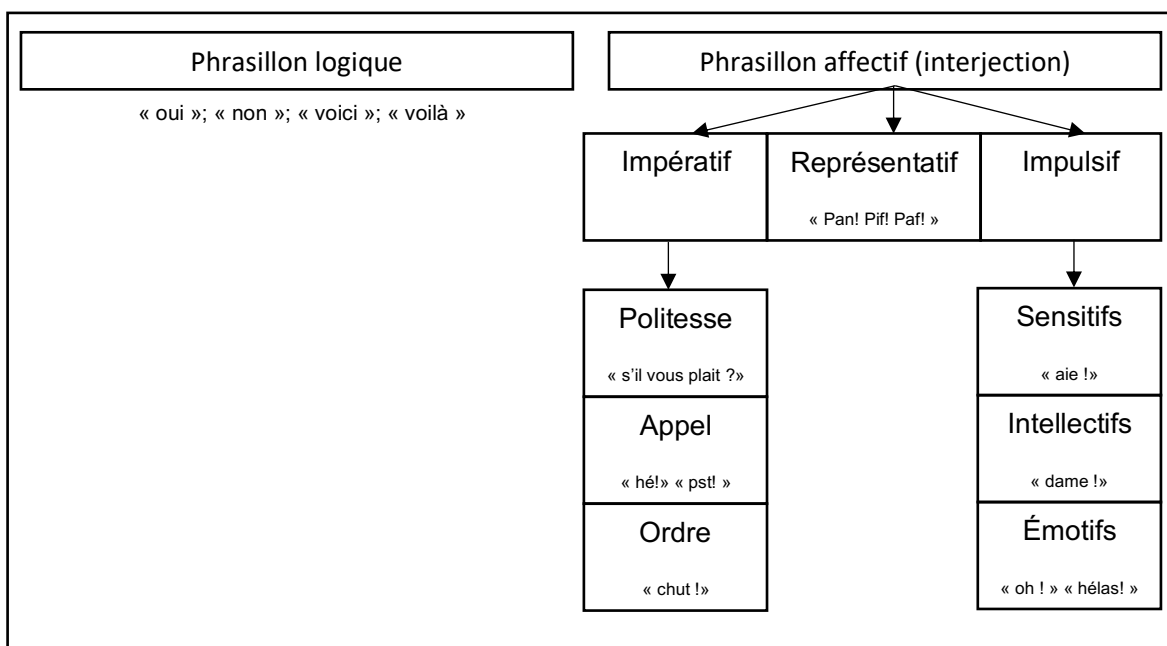 Phrasillon logique
« oui »; « non »; « voici »; « voilà »
Phrasillon affectif (interjection)
Impératif
Représentatif
« Pan! Pif! Paf! »
Impulsif
Politesse
« s'il vous plait ?»
Appel
« hé!» « pst! »
Ordre
« chut !»
Sensitifs
« aie !»
Intellectifs
« dame !»
Émotifs
« oh ! » « hélas! »